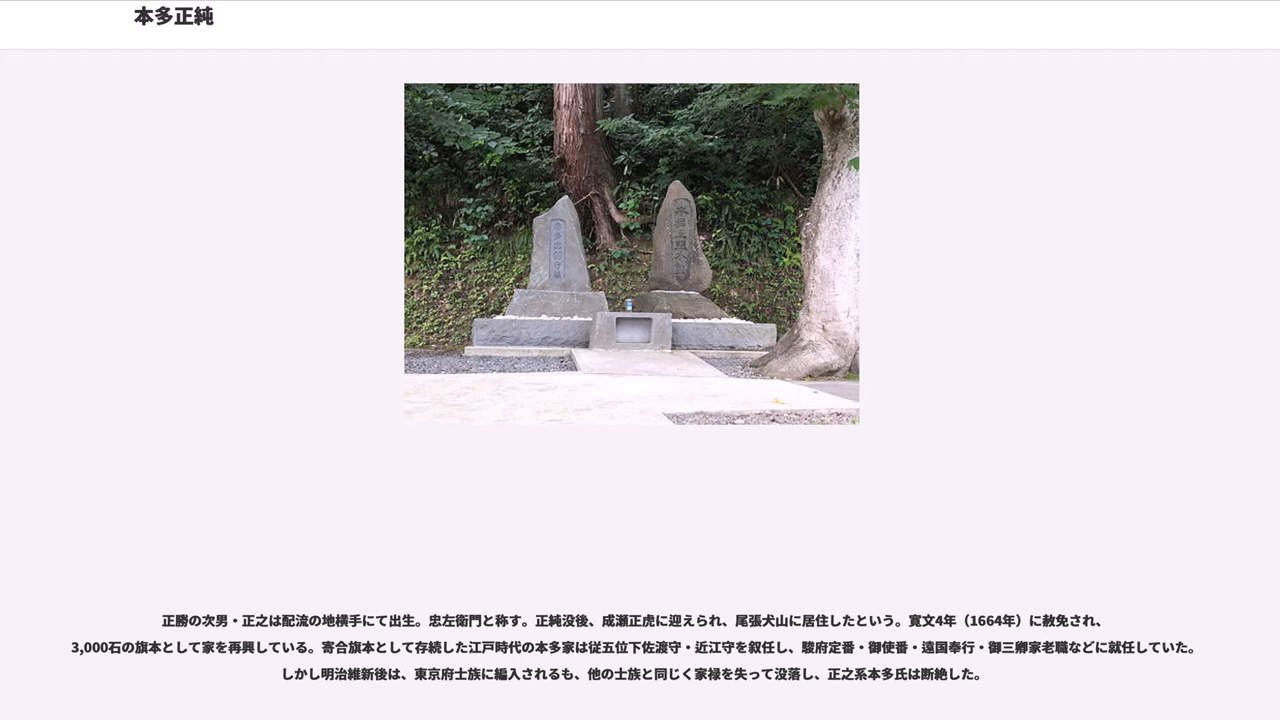 本多正純
正勝の次男・正之は配流の地横手にて出生。忠左衛門と称す。正純没後、成瀬正虎に迎えられ、尾張犬山に居住したという。寛文4年（1664年）に赦免され、
3,000石の旗本として家を再興している。寄合旗本として存続した江戸時代の本多家は従五位下佐渡守・近江守を叙任し、駿府定番・御使番・遠国奉行・御三卿家老職などに就任していた。
しかし明治維新後は、東京府士族に編入されるも、他の士族と同じく家禄を失って没落し、正之系本多氏は断絶した。